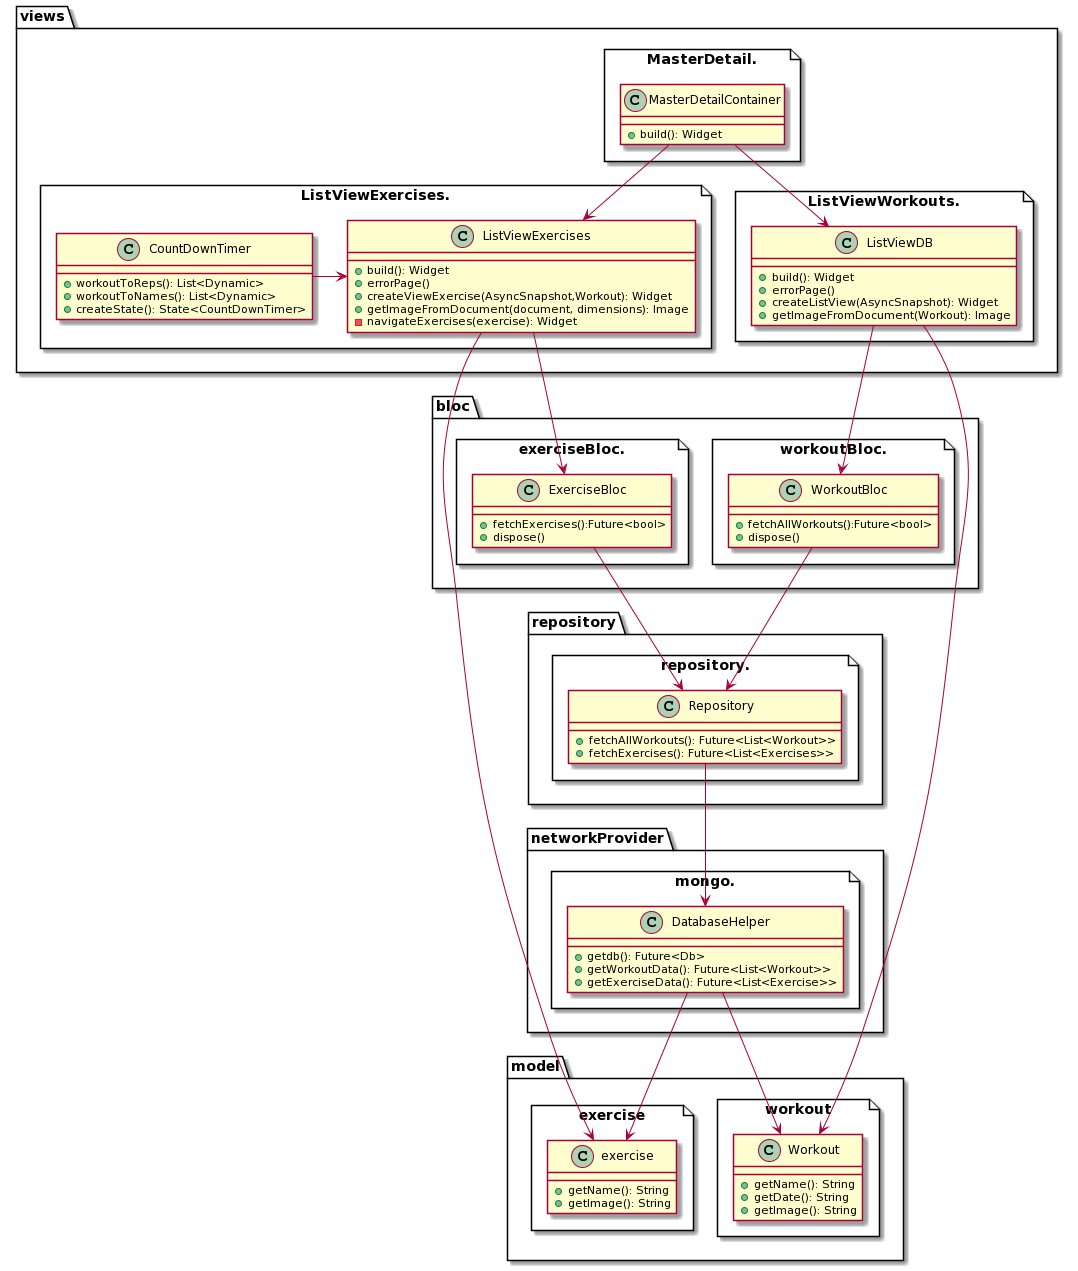 views
MasterDetail.
C MasterDetailContainer
build(): Widget
ListViewExercises.
C CountDownTimer
workoutToReps(): List<Dynamic>
workoutToNames(): List<Dynamic>
createState(): State<CountDownTimer>
C ListViewExercises
build(): Widget
errorPage()
createViewExercise(AsyncSnapshot,Workout): Widget
getImageFromDocument(document, dimensions): Image
navigateExercises(exercise): Widget
ListViewWorkouts.
C ListViewDB
build(): Widget
errorPage()
createListView(AsyncSnapshot): Widget
getImageFromDocument(Workout): Image
bloc
exerciseBloc.
C ExerciseBloc
fetchExercises():Future<bool>
dispose()
workoutBloc.
C WorkoutBloc
fetchAllWorkouts():Future<bool>
dispose()
repository
repository.
C Repository
fetchAllWorkouts(): Future<List<Workout>>
fetchExercises(): Future<List<Exercises>>
networkProvider
mongo.
C DatabaseHelper
getdb(): Future<Db>
getWorkoutData(): Future<List<Workout>>
getExerciseData(): Future<List<Exercise>>
model
exercise
C exercise
getName(): String
getImage(): String
workout
C Workout
getName(): String
getDate(): String
getImage(): String